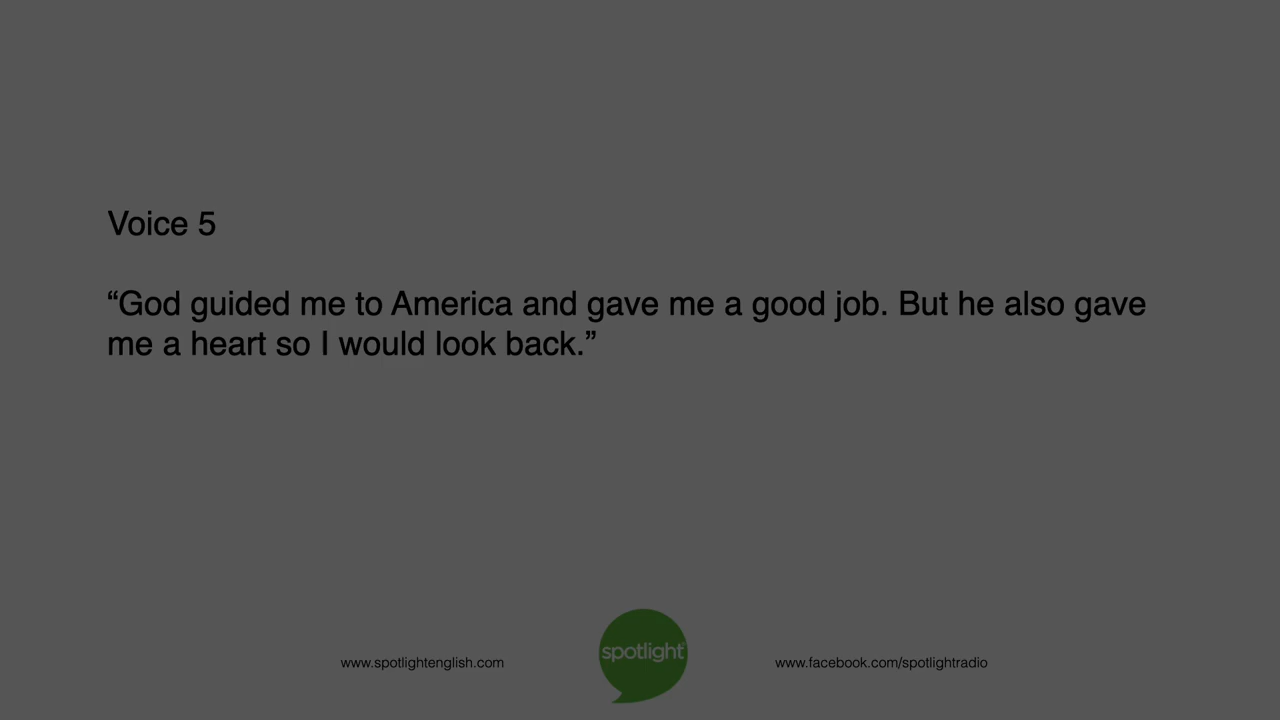 Voice 5
“God guided me to America and gave me a good job. But he also gave
me a heart so I would look back.”
www.spotlightenglish.com
spotlight
www.facebook.com/spotlightradio